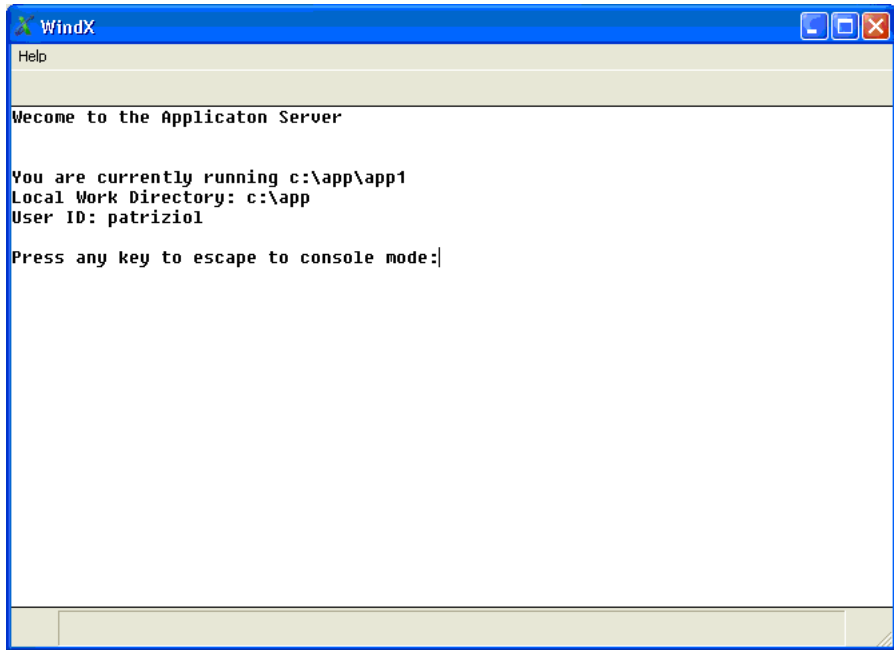 WindX
Help
Wecome to the Applicaton Server
You are currently running c:\app\app1
Local Work Directory: c:\app
User ID: patriziol
Press any key to escape to console mode: